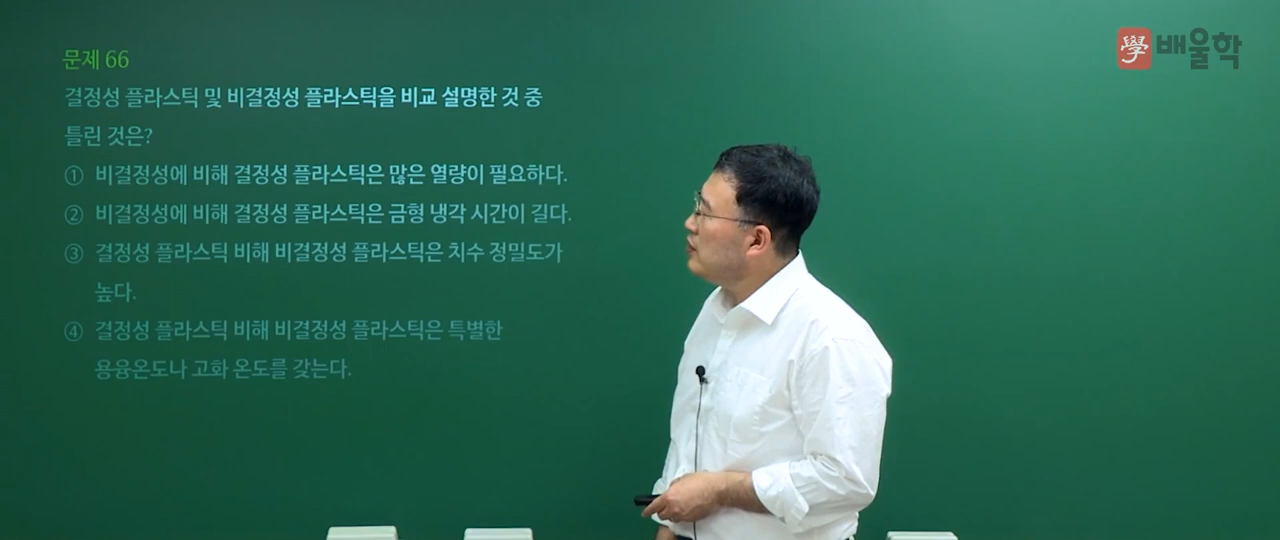 문제 66
결정성 플라스틱 및 비결정성 플라스틱을 비교 설명한 것 중
틀린 것은?
① 비결정성에 비해 결정성 플라스틱은 많은 열량이 필요하다.
② 비결정성에 비해 결정성 플라스틱은 금형 냉각 시간이 길다.
③ 결정성 플라스틱 비해 비결정성 플라스틱은 치수 정밀도가
높다.
④ 결정성 플라스틱 비해 비결정성 플라스틱은 특별한
용융온도나 고화 온도를 갖는다.
學 배울학